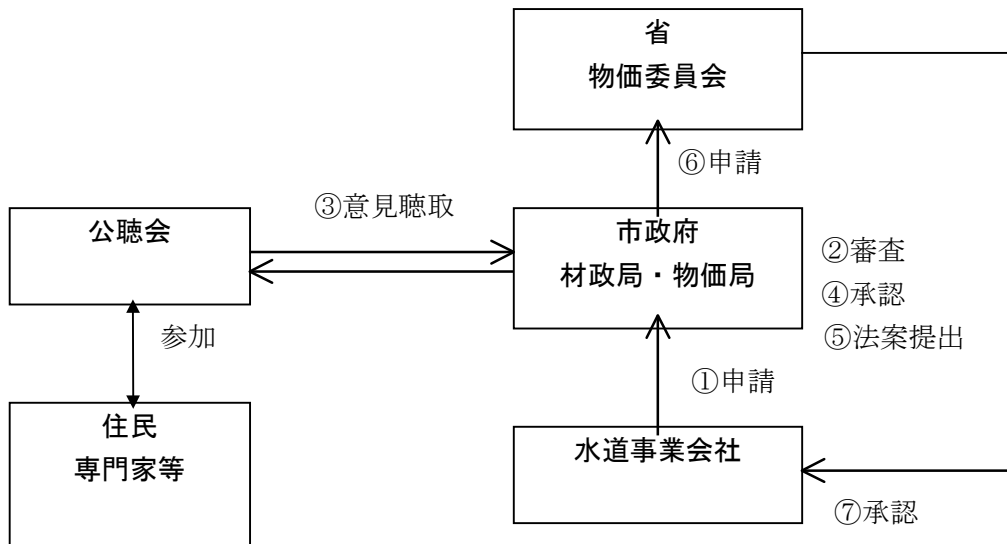 省
物価委員会
⑥申請
③意見聴取
公聴会
市政府
材政局・物価局
②審査
④承認
⑤法案提出
参加
①申請
住民
専門家等
水道事業会社
⑦承認